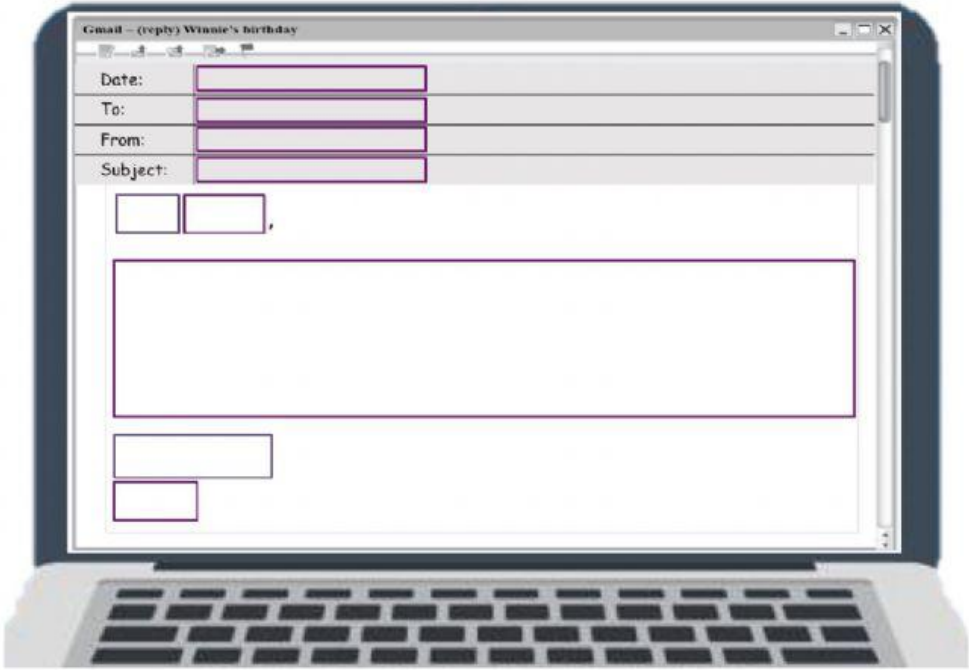 Gmail – (reply) Winnie's birthday
Date:
To:
From:
Subject:
,